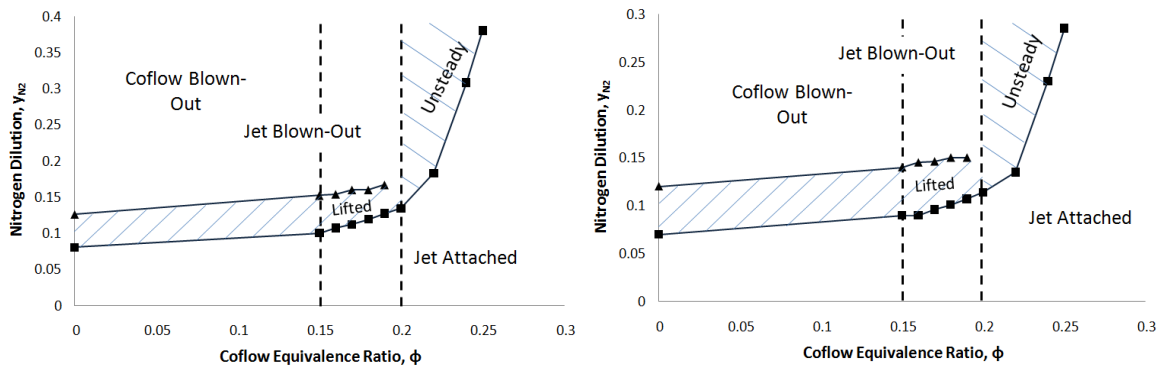 Nitrogen Dilution, yN2
0.4
0.35
0.3
0.25
0.2
0.15
0.1
0.05
0
Coflow Blown-
Out
Jet Blown-Out
Unsteady
Lifted
Jet Attached
0
0.05
0.1
0.15
0.2
0.25
0.3
Coflow Equivalence Ratio, ϕ
Nitrogen Dilution, yN2
0.3
0.25
0.2
0.15
0.1
0.05
0
Jet Blown-Out
Coflow Blown-
Out
Unsteady
Lifted
Jet Attached
0
0.05
0.1
0.15
0.2
0.25
0.3
Coflow Equivalence Ratio, ϕ